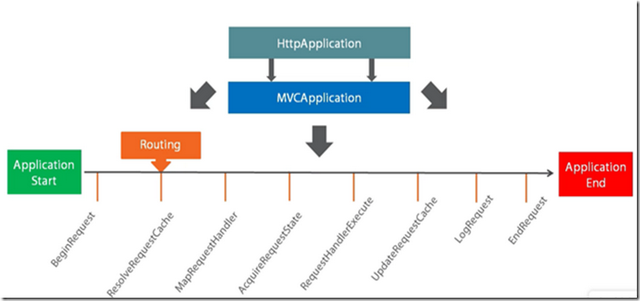 HttpApplication
MVCApplication
Routing
Application
Start
Application
End
BeginRequest
ResolveRequestCache
MapRequestHandler
AcquireRequestState
RequestHandlerExecute
UpdateRequestCache
LogRequest
EndRequest